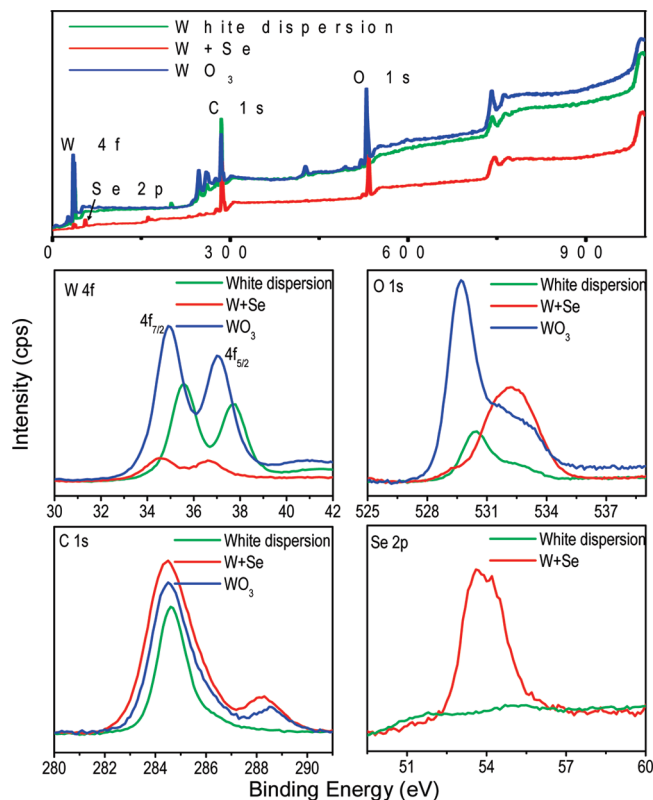 W hite dispersion
W + Se
W O3
O 1s
C 1s
W 4f
Se 2p
0 300 600 900
Intensity (cps)
W 4f
White dispersion
W+Se
WO3
4f7/2
4f5/2
30 32 34 36 38 40 42
O 1s
White dispersion
W+Se
WO3
525 528 531 534 537
C 1s
White dispersion
W+Se
WO3
280 282 284 286 288 290
Se 2p
White dispersion
W+Se
51 54 57 60
Binding Energy (eV)